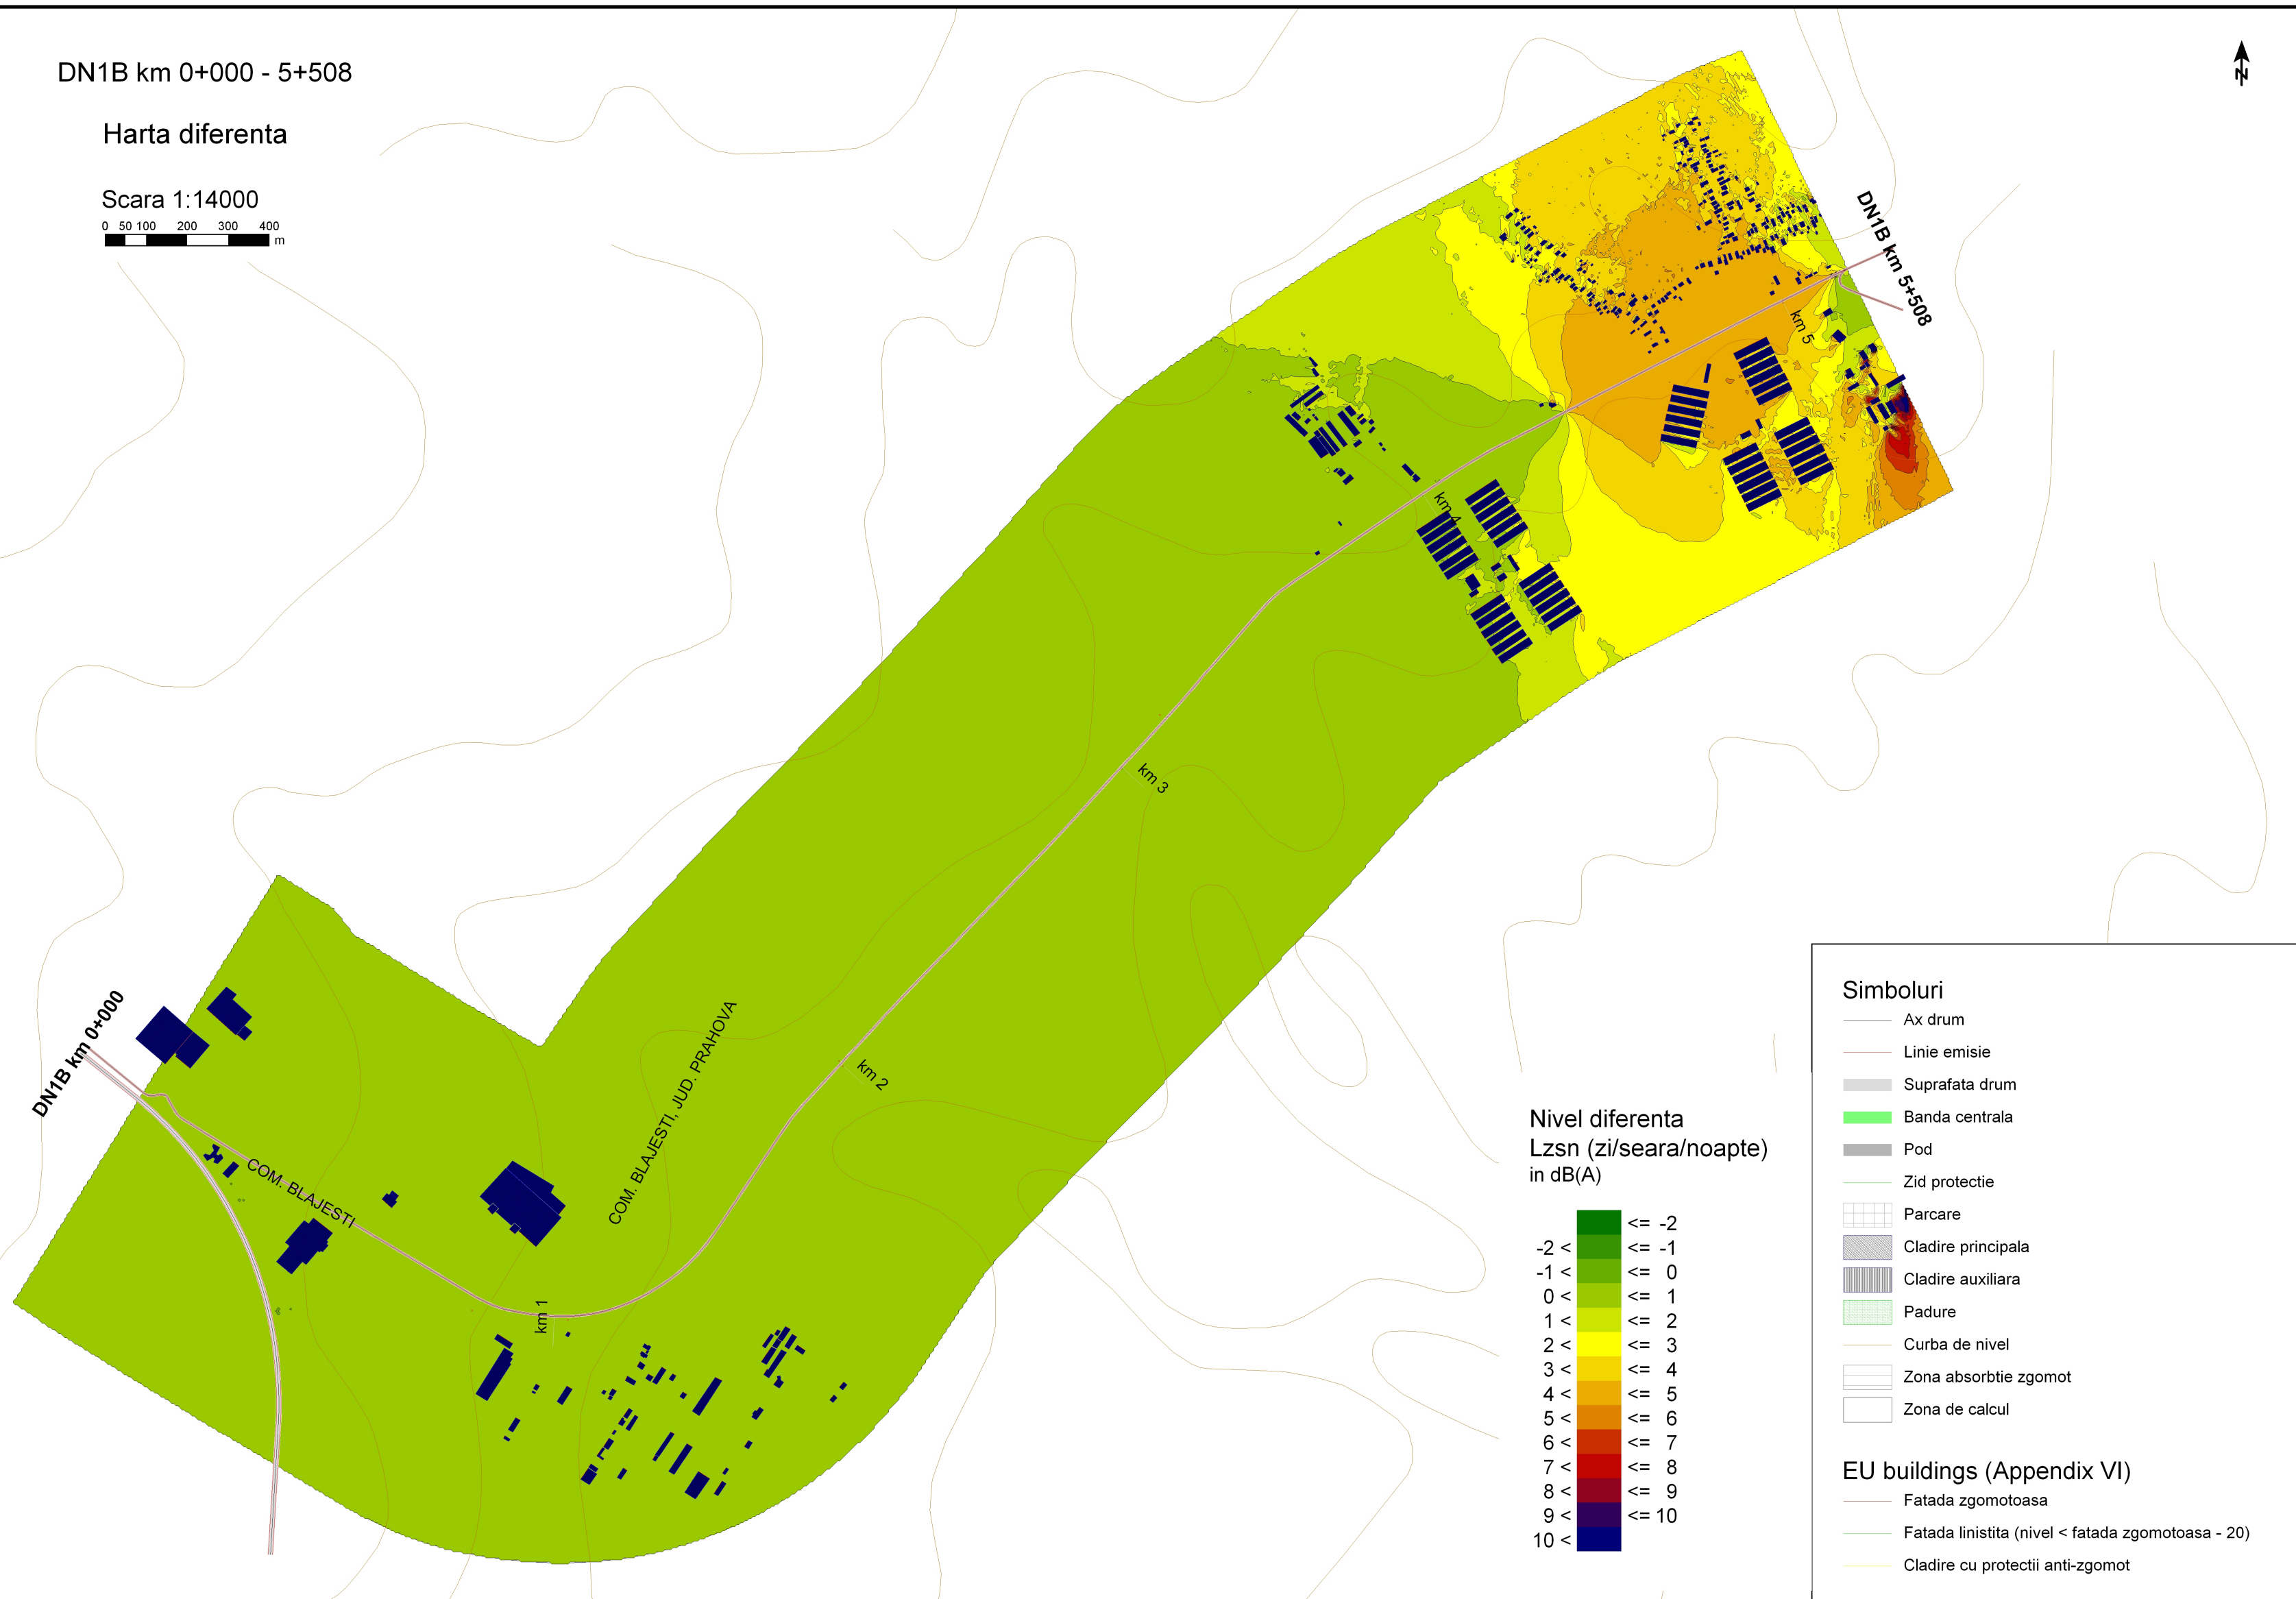 DN1B km 0+000 - 5+508
Harta diferenta
Scara 1:14000
0 50 100 200 300 400
m
N
DN1B km 5+508
km 5
km 4
km 3
km 2
COM. BLAJESTI, JUD. PRAHOVA
DN1B km 0+000
COM. BLAJESTI
km 1
Nivel diferenta
Lzsn (zi/seara/noapte)
in dB(A)
<= -2
-2 < <= -1
-1 < <= 0
0 < <= 1
1 < <= 2
2 < <= 3
3 < <= 4
4 < <= 5
5 < <= 6
6 < <= 7
7 < <= 8
8 < <= 9
9 < <= 10
10 <
Simboluri
Ax drum
Linie emisie
Suprafata drum
Banda centrala
Pod
Zid protectie
Parcare
Cladire principala
Cladire auxiliara
Padure
Curba de nivel
Zona absorbtie zgomot
Zona de calcul
EU buildings (Appendix VI)
Fatada zgomotoasa
Fatada linistita (nivel < fatada zgomotoasa - 20)
Cladire cu protectii anti-zgomot